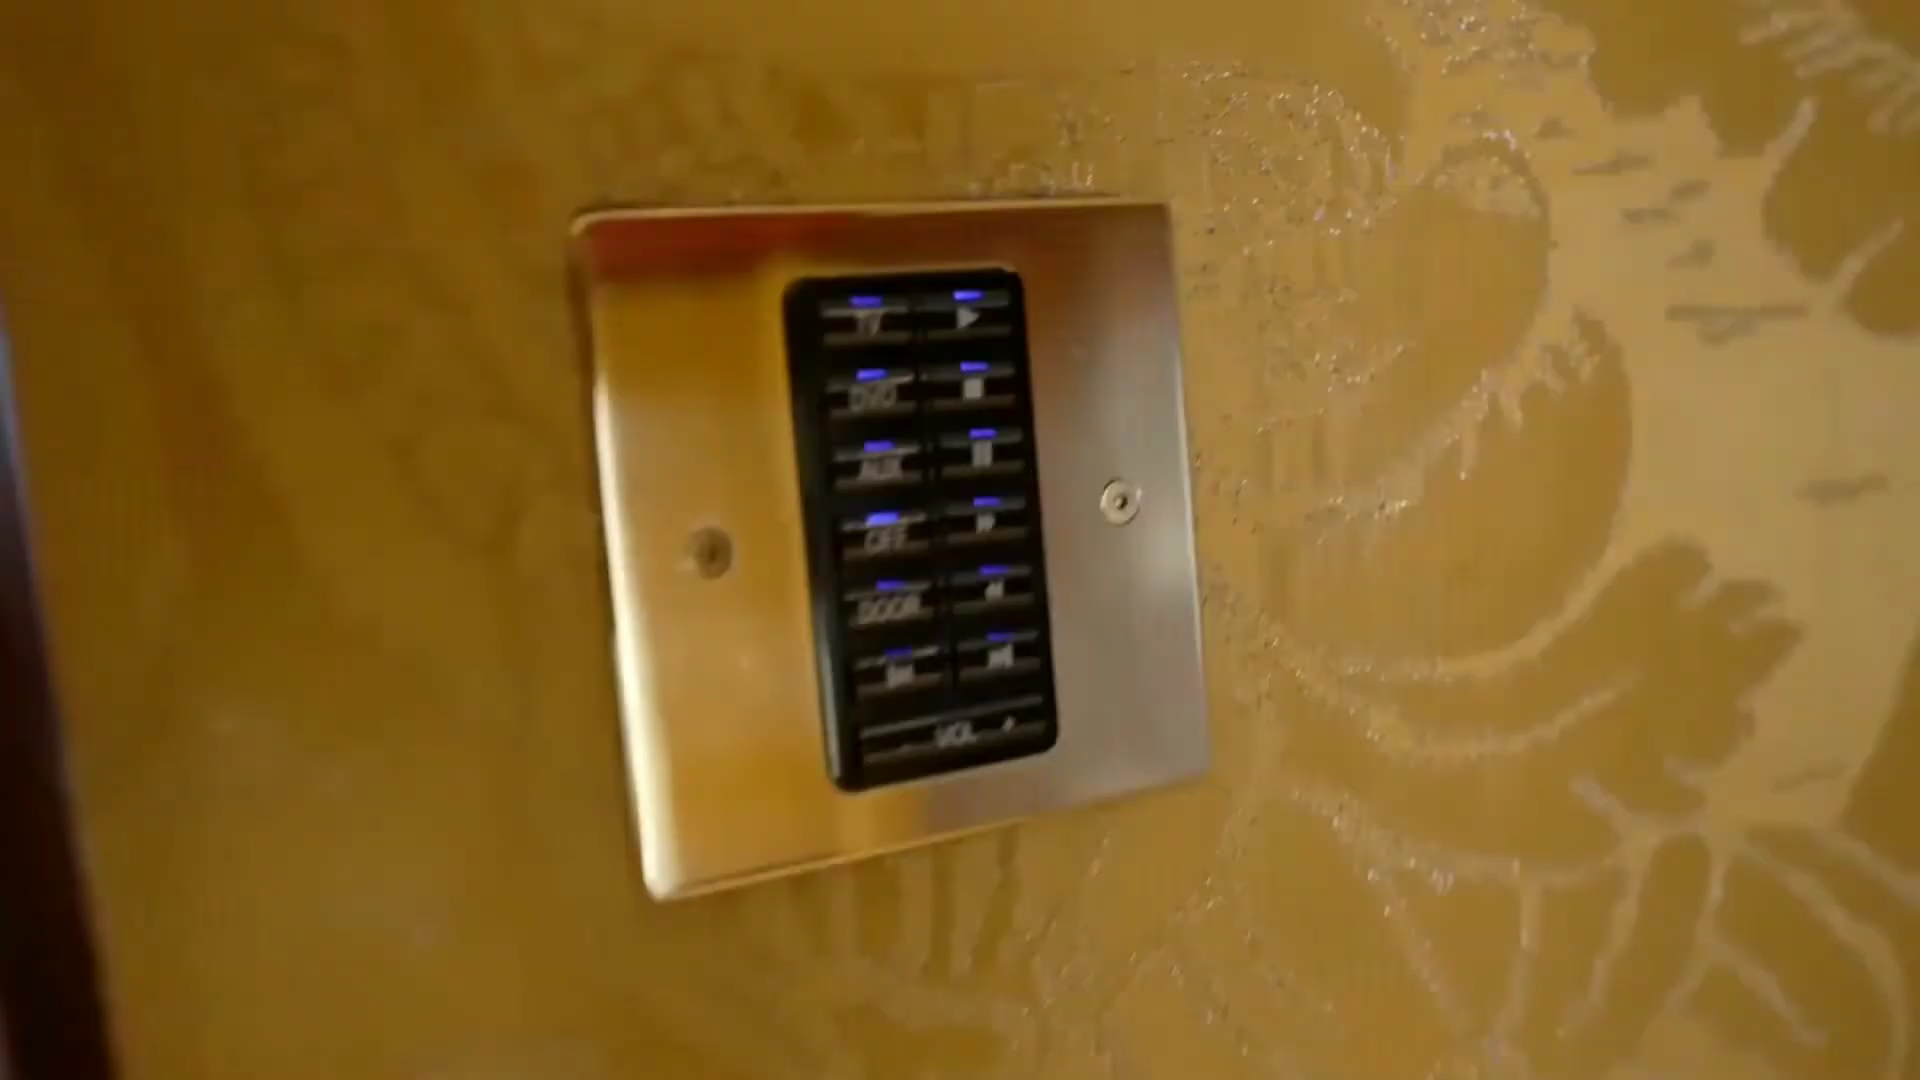 TV
DVD
AUX
OFF
DOOR
- VOL +